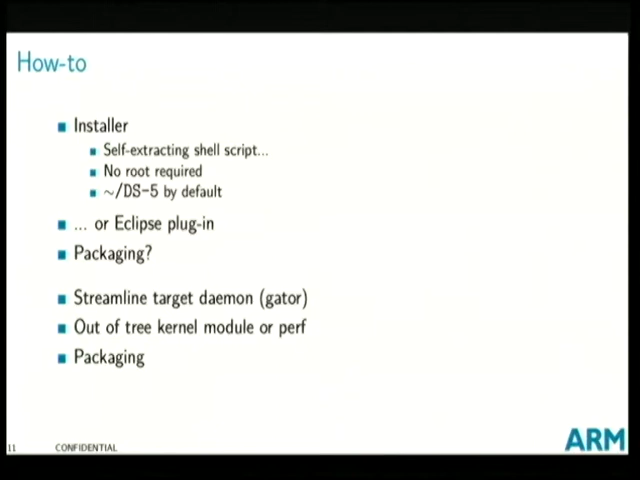 How-to
Installer
Self-extracting shell script...
No root required
~/DS-5 by default
... or Eclipse plug-in
Packaging?
Streamline target daemon (gator)
Out of tree kernel module or perf
Packaging
11 CONFIDENTIAL
ARM